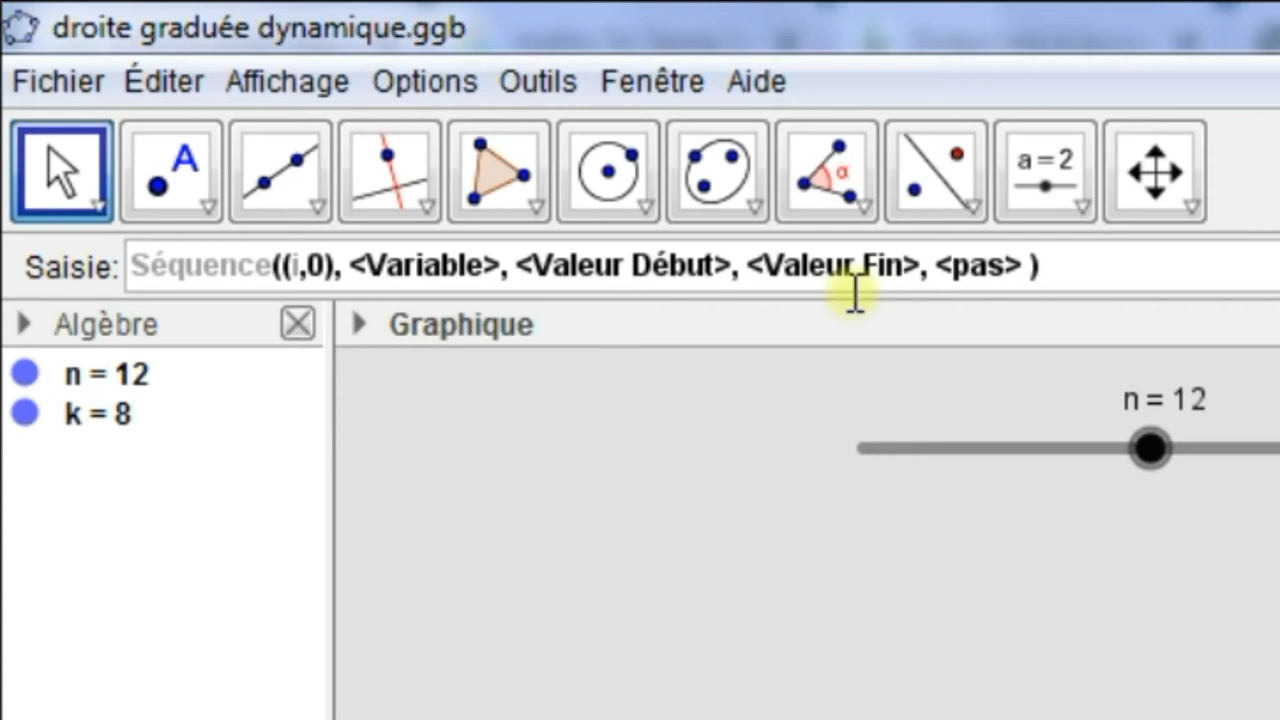 droite graduée dynamique.ggb
Fichier Éditer Affichage Options Outils Fenêtre Aide
A α a=2
Saisie: Séquence((i,0), <Variable>, <Valeur Début>, <Valeur Fin>, <pas> )
Algèbre Graphique
n = 12
k = 8
n = 12